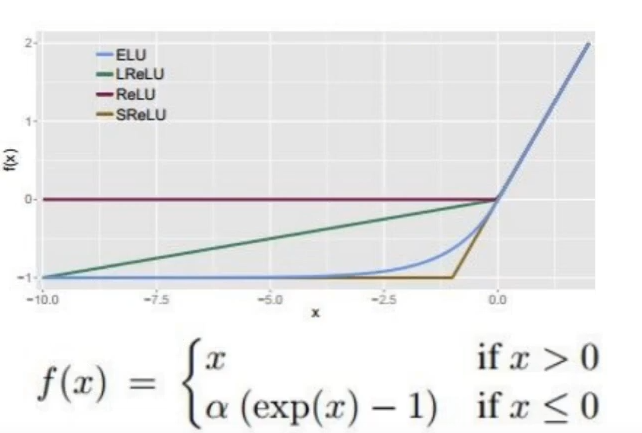 2
ELU
LReLU
ReLU
SReLU
1
f(x)
0
−1
−10.0 −7.5 −5.0 −2.5 0.0
x
f(x) = { x if x > 0
α (exp(x) − 1) if x ≤ 0